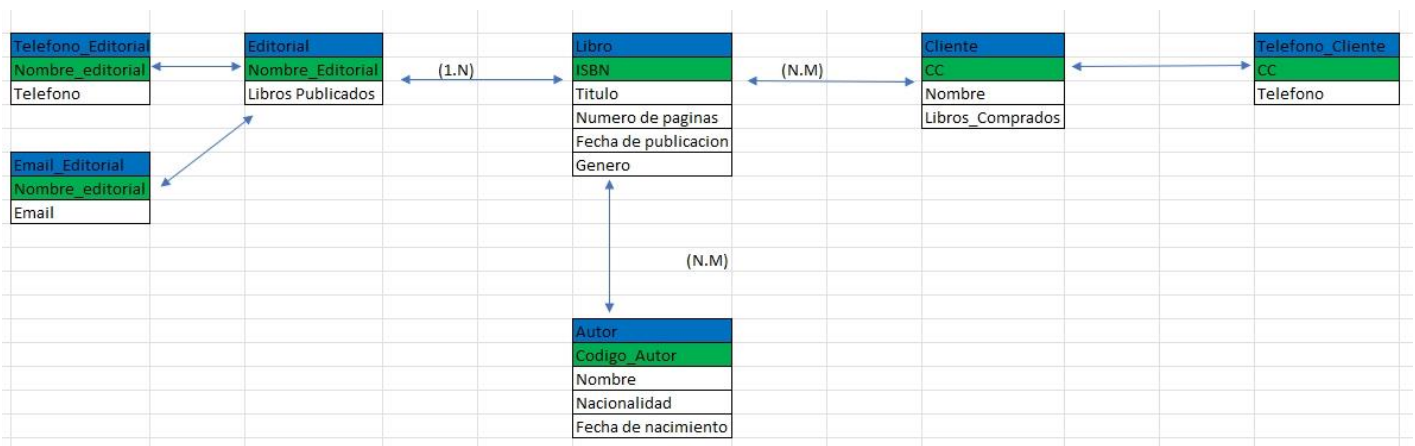 Telefono_Editorial
Nombre_editorial
Telefono
Editorial
Nombre_Editorial
Libros Publicados
(1.N)
Libro
ISBN
Titulo
Numero de paginas
Fecha de publicacion
Genero
(N.M)
Cliente
CC
Nombre
Libros_Comprados
Telefono_Cliente
CC
Telefono
Email_Editorial
Nombre_editorial
Email
(N.M)
Autor
Codigo_Autor
Nombre
Nacionalidad
Fecha de nacimiento